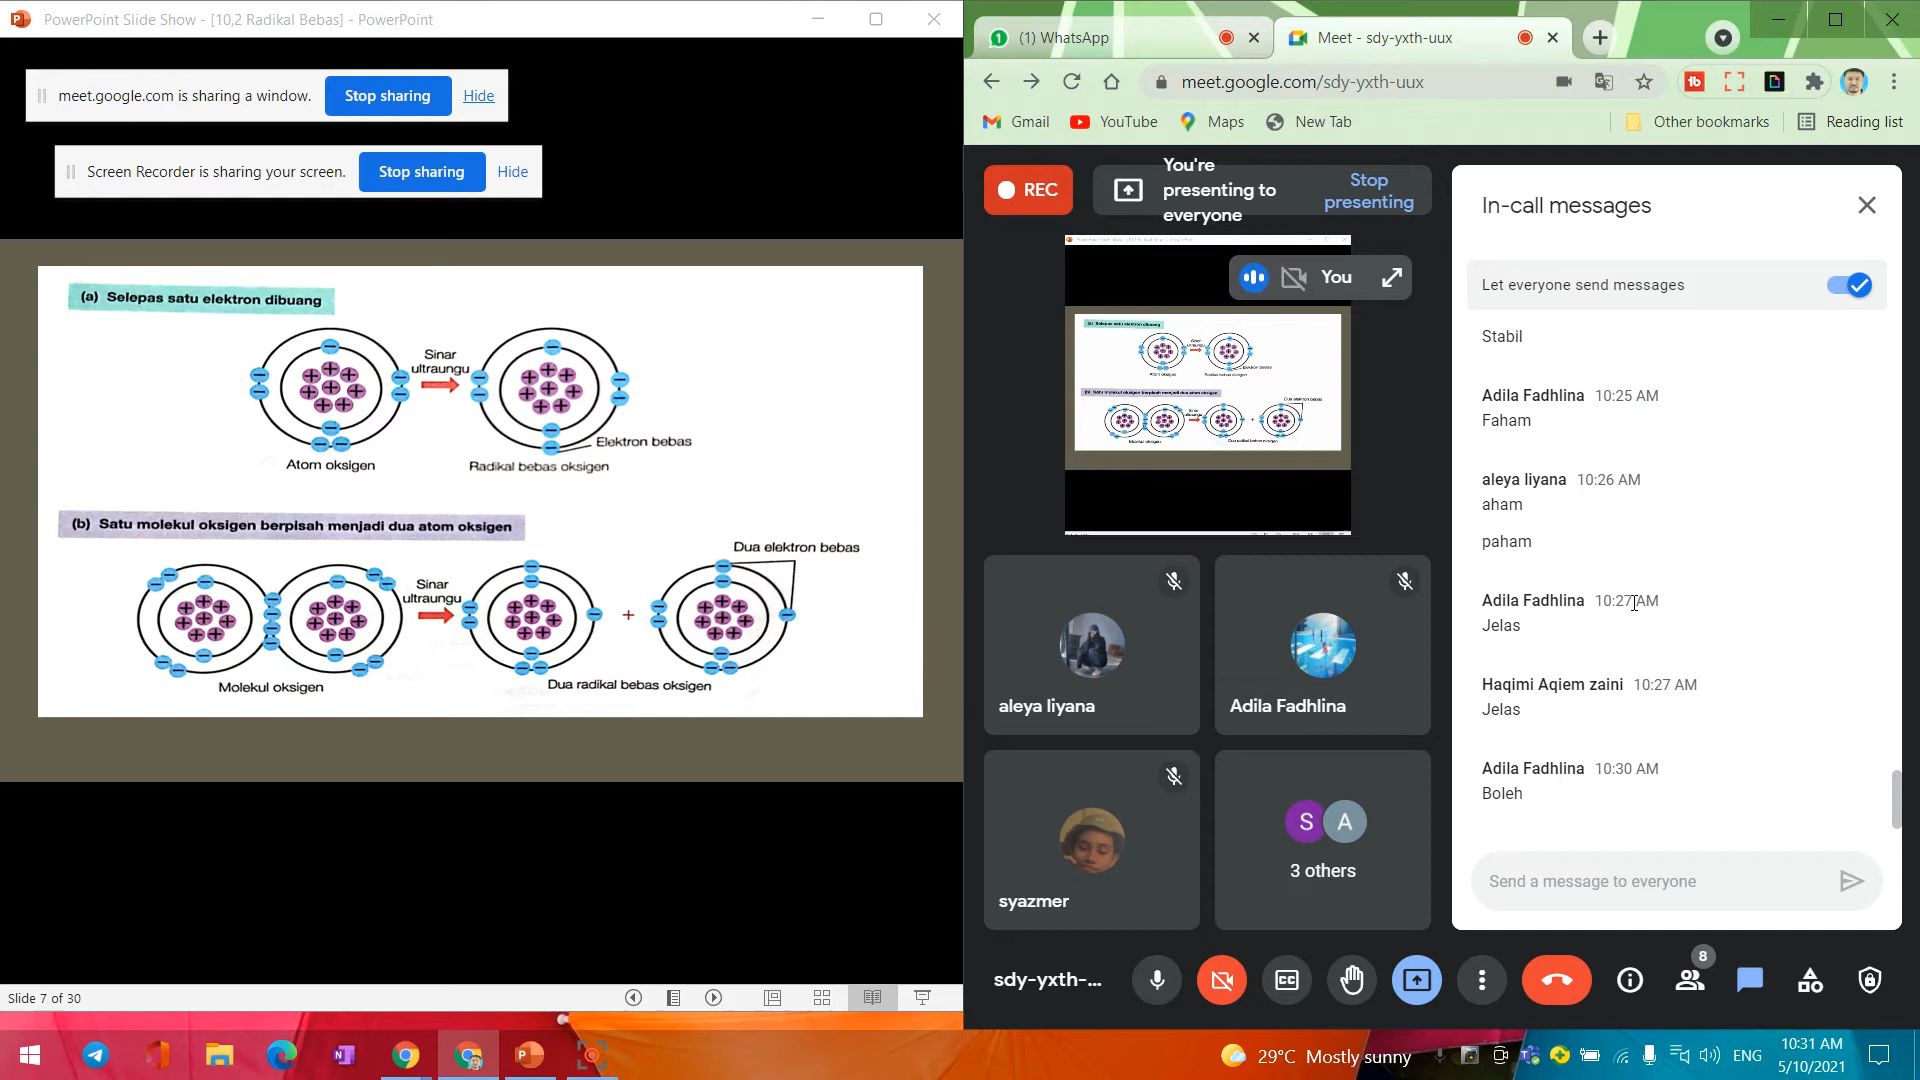 PowerPoint Slide Show - [10,2 Radikal Bebas] - PowerPoint
meet.google.com is sharing a window.
Stop sharing
Hide
Screen Recorder is sharing your screen.
Stop sharing
Hide
(a) Selepas satu elektron dibuang
Sinar
ultraungu
Elektron bebas
Atom oksigen
Radikal bebas oksigen
(b) Satu molekul oksigen berpisah menjadi dua atom oksigen
Dua elektron bebas
Sinar
ultraungu
+
Molekul oksigen
Dua radikal bebas oksigen
Slide 7 of 30
(1) WhatsApp
Meet - sdy-yxth-uux
meet.google.com/sdy-yxth-uux
Gmail
YouTube
Maps
New Tab
Other bookmarks
Reading list
REC
You're
presenting to
everyone
Stop
presenting
You
aleya liyana
Adila Fadhlina
syazmer
S
A
3 others
In-call messages
Let everyone send messages
Stabil
Adila Fadhlina 10:25 AM
Faham
aleya liyana 10:26 AM
aham
paham
Adila Fadhlina 10:27 AM
Jelas
Haqimi Aqiem zaini 10:27 AM
Jelas
Adila Fadhlina 10:30 AM
Boleh
Send a message to everyone
sdy-yxth-...
8
29°C Mostly sunny
ENG
10:31 AM
5/10/2021